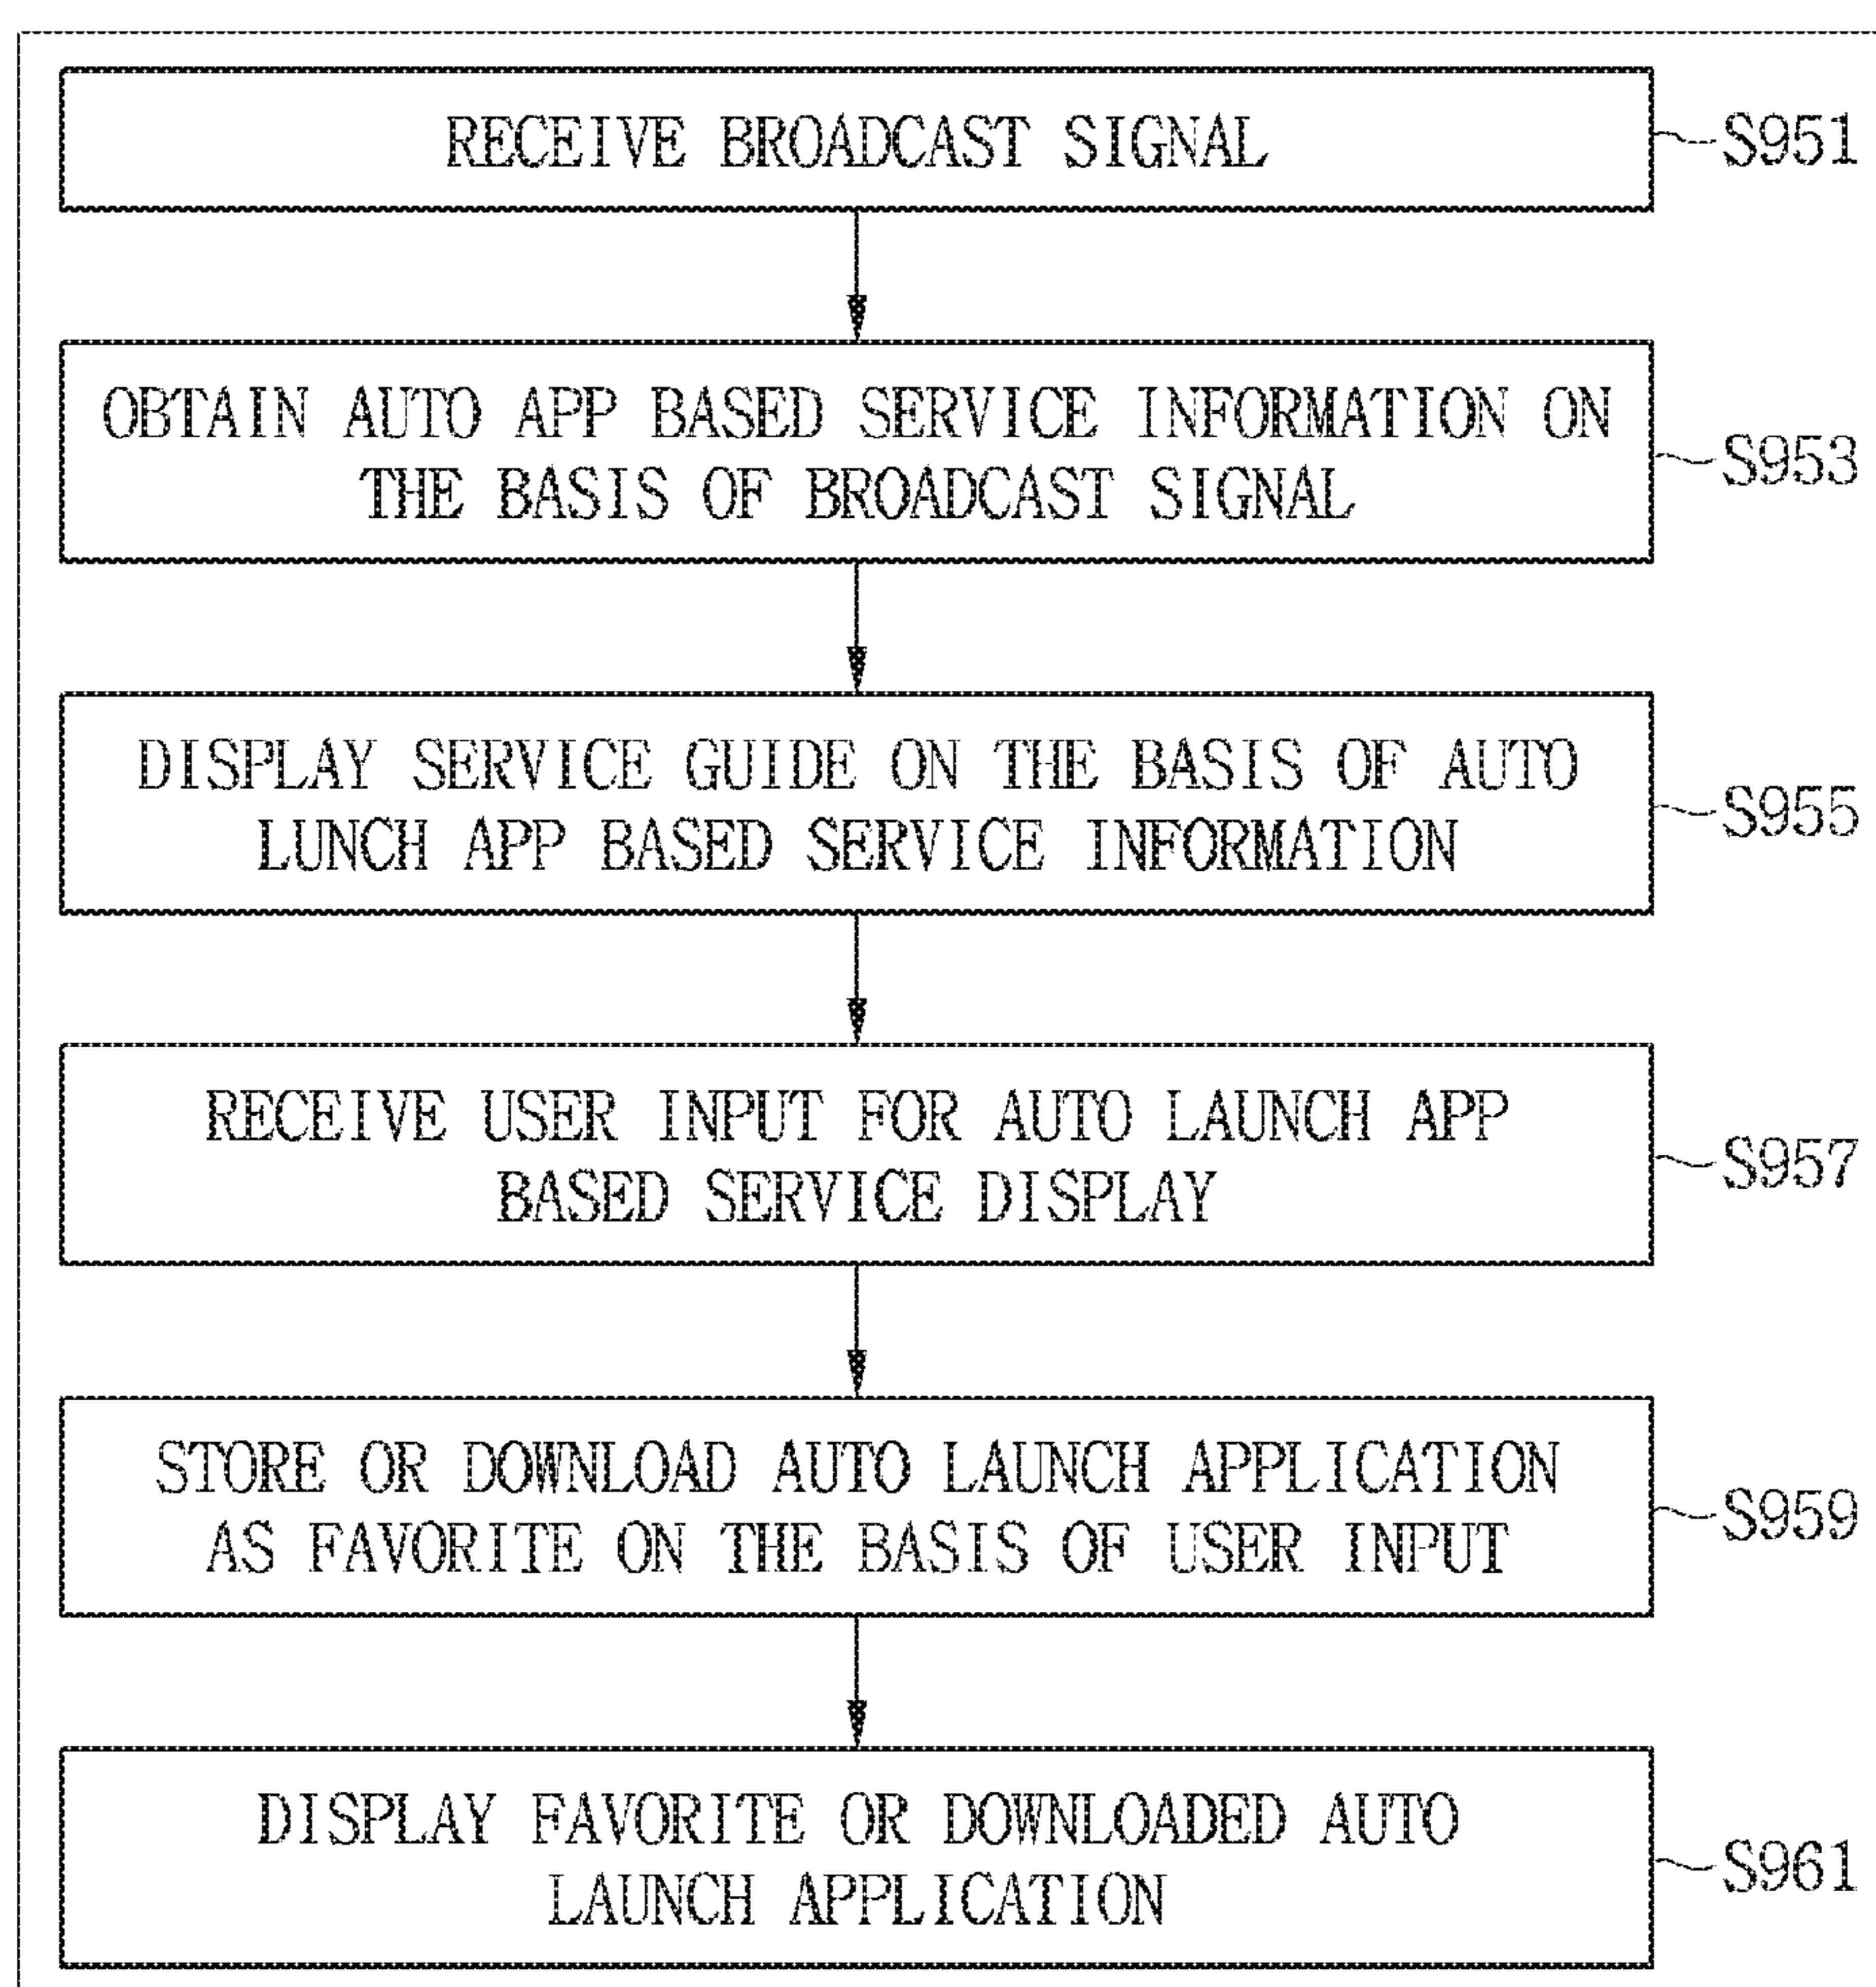 RECEIVE BROADCAST SIGNAL
S951
OBTAIN AUTO APP BASED SERVICE INFORMATION ON
THE BASIS OF BROADCAST SIGNAL
S953
DISPLAY SERVICE GUIDE ON THE BASIS OF AUTO
LUNCH APP BASED SERVICE INFORMATION
S955
RECEIVE USER INPUT FOR AUTO LAUNCH APP
BASED SERVICE DISPLAY
S957
STORE OR DOWNLOAD AUTO LAUNCH APPLICATION
AS FAVORITE ON THE BASIS OF USER INPUT
S959
DISPLAY FAVORITE OR DOWNLOADED AUTO
LAUNCH APPLICATION
S961